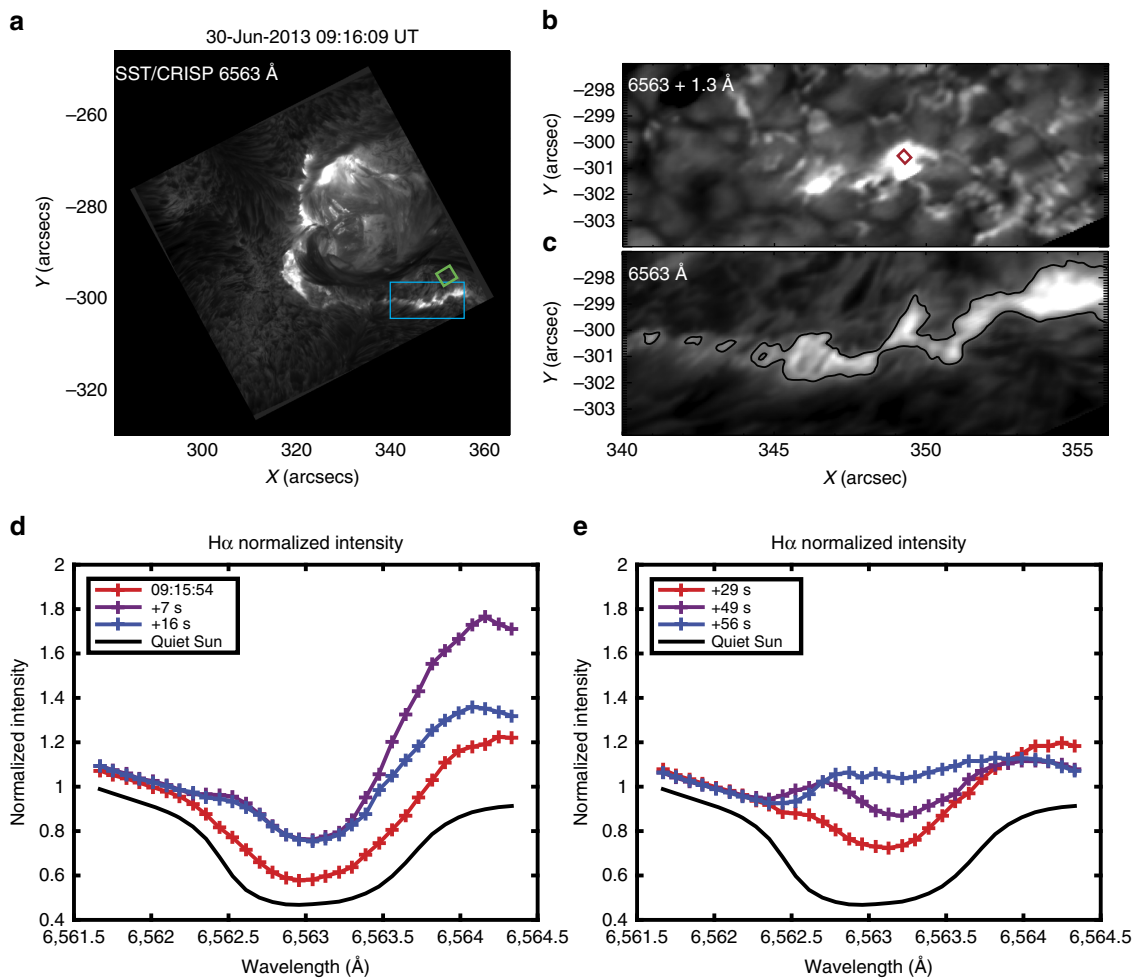 a
30-Jun-2013 09:16:09 UT
SST/CRISP 6563 Å
–260
–280
–300
–320
300
320
340
360
Y (arcsecs)
X (arcsecs)
b
6563 + 1.3 Å
–298
–299
–300
–301
–302
–303
Y (arcsec)
c
6563 Å
–298
–299
–300
–301
–302
–303
Y (arcsec)
340
345
350
355
X (arcsec)
d
Hα normalized intensity
2
1.8
1.6
1.4
1.2
1
0.8
0.6
0.4
Normalized intensity
09:15:54
+7 s
+16 s
Quiet Sun
6,561.5
6,562
6,562.5
6,563
6,563.5
6,564
6,564.5
Wavelength (Å)
e
Hα normalized intensity
2
1.8
1.6
1.4
1.2
1
0.8
0.6
0.4
Normalized intensity
+29 s
+49 s
+56 s
Quiet Sun
6,561.5
6,562
6,562.5
6,563
6,563.5
6,564
6,564.5
Wavelength (Å)